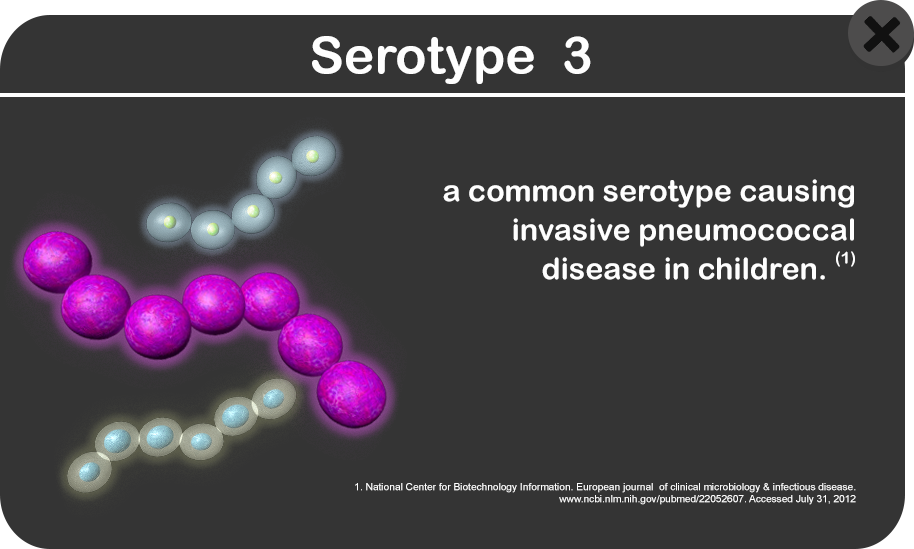 Serotype 3
a common serotype causing
invasive pneumococcal
disease in children. (1)
1. National Center for Biotechnology Information. European journal of clinical microbiology & infectious disease.
www.ncbi.nlm.nih.gov/pubmed/22052607. Accessed July 31, 2012